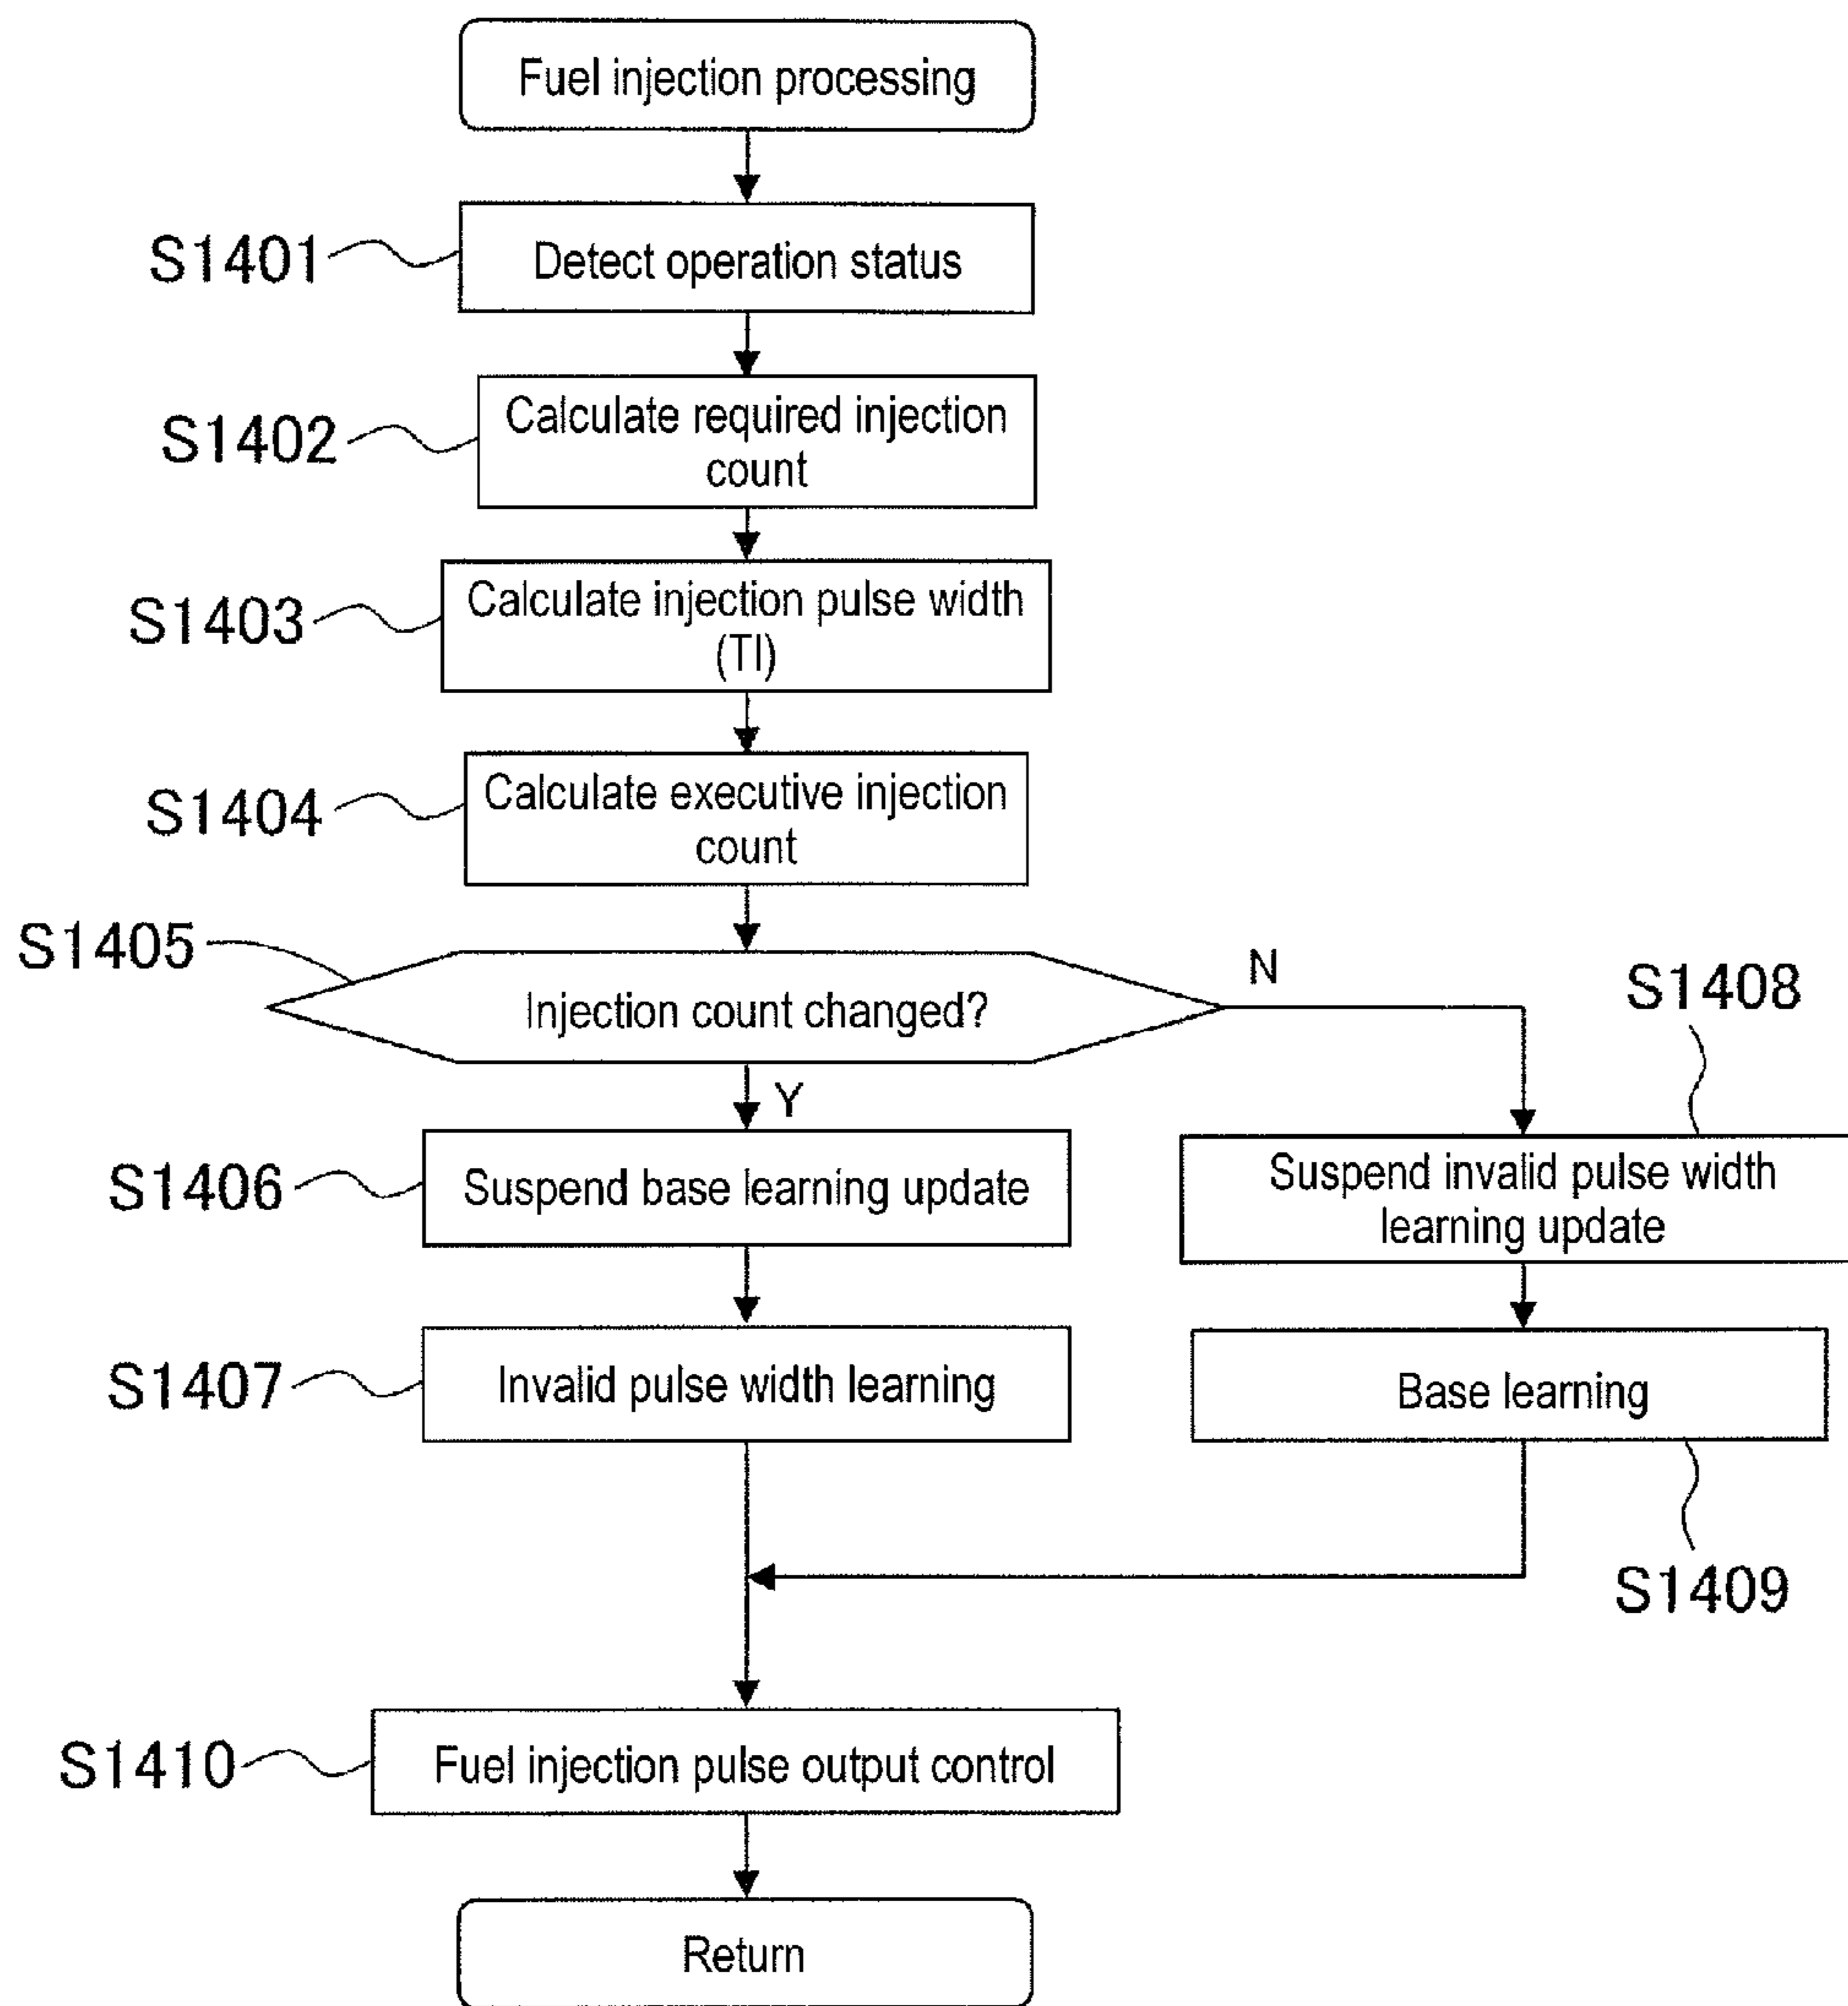 Fuel injection processing
S1401
Detect operation status
S1402
Calculate required injection
count
S1403
Calculate injection pulse width
(TI)
S1404
Calculate executive injection
count
S1405
Injection count changed?
N
Y
S1406
Suspend base learning update
S1408
Suspend invalid pulse width
learning update
S1407
Invalid pulse width learning
Base learning
S1409
S1410
Fuel injection pulse output control
Return